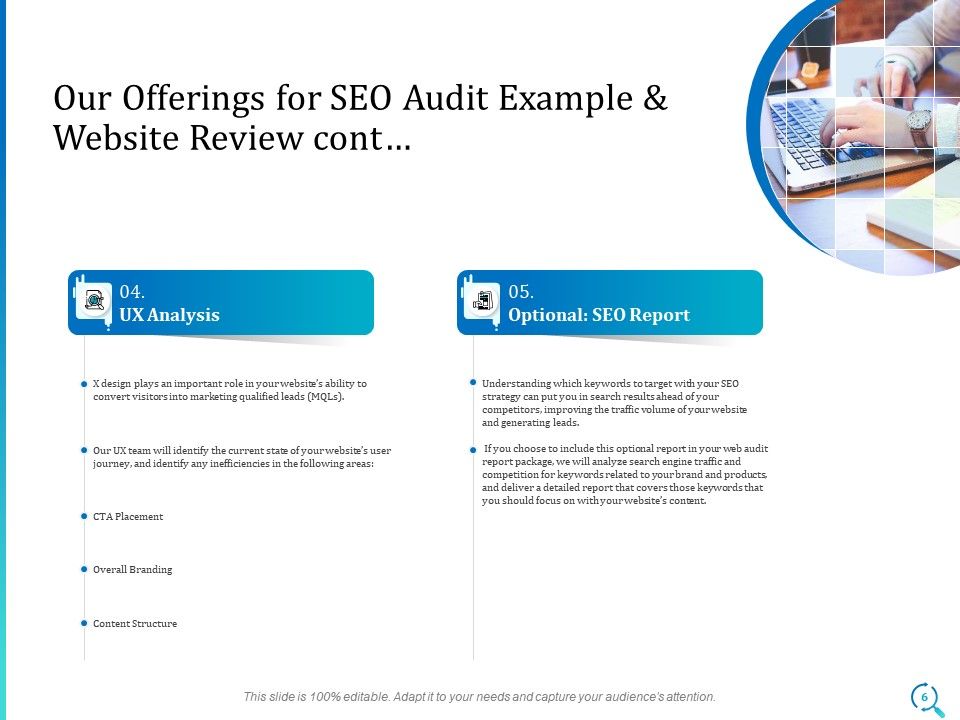 Our Offerings for SEO Audit Example &
Website Review cont...
04.
UX Analysis
X design plays an important role in your website's ability to
convert visitors into marketing qualified leads (MQLs).
Our UX team will identify the current state of your website's user
journey, and identify any inefficiencies in the following areas:
CTA Placement
Overall Branding
Content Structure
05.
Optional: SEO Report
Understanding which keywords to target with your SEO
strategy can put you in search results ahead of your
competitors, improving the traffic volume of your website
and generating leads.
If you choose to include this optional report in your web audit
report package, we will analyze search engine traffic and
competition for keywords related to your brand and products,
and deliver a detailed report that covers those keywords that
you should focus on with your website's content.
This slide is 100% editable. Adapt it to your needs and capture your audience's attention.
6